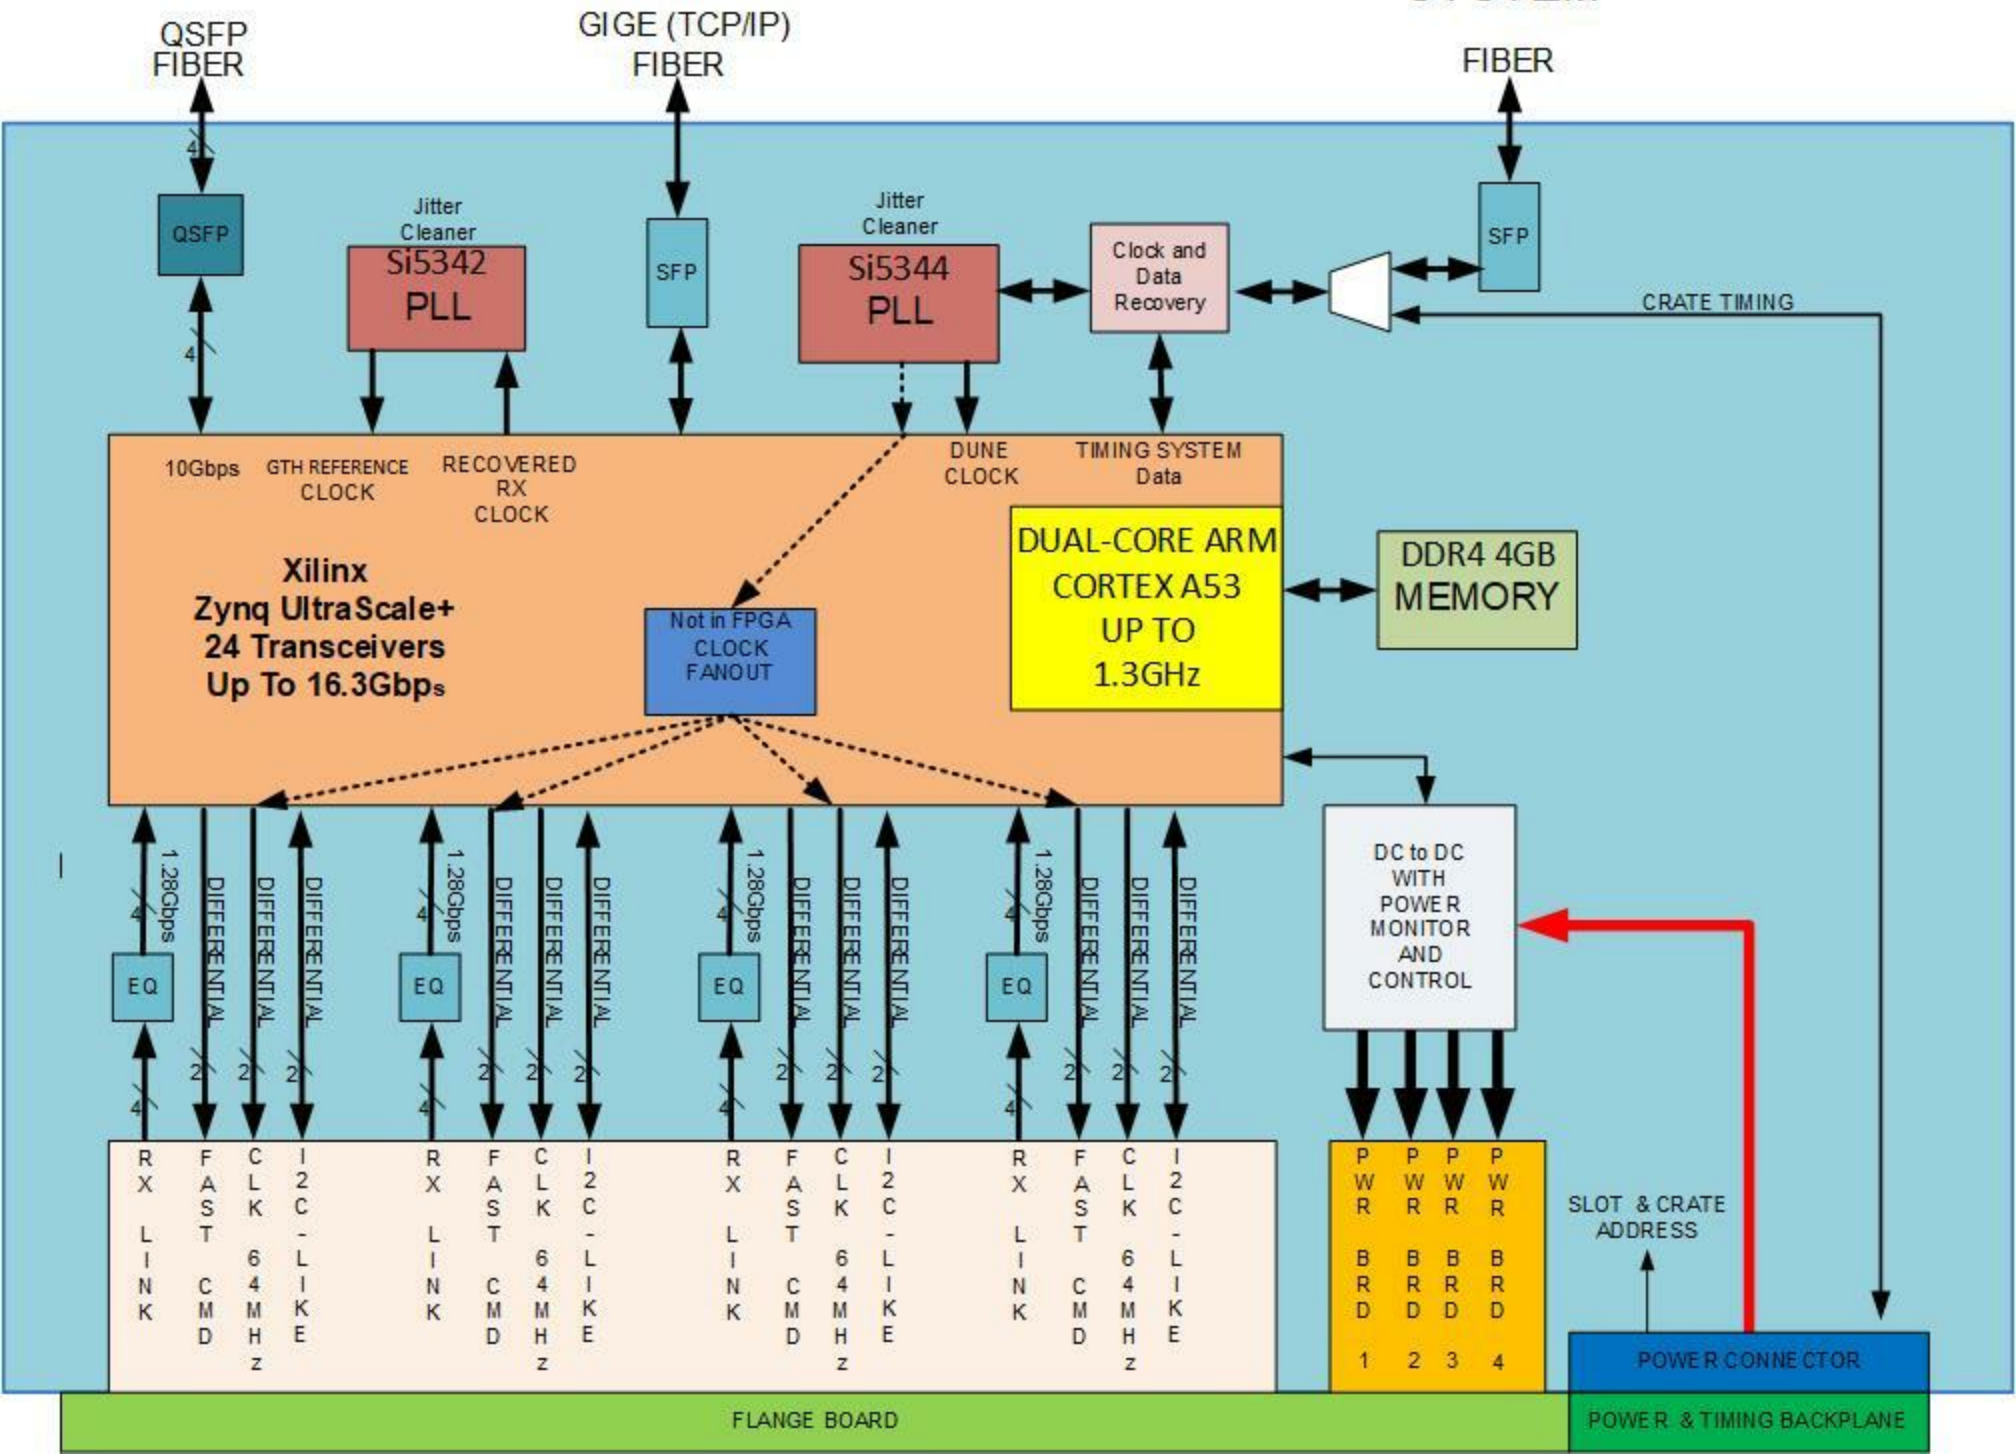 QSFP
FIBER
GIGE (TCP/IP)
FIBER
FIBER
4
QSFP
4
Jitter
Cleaner
Si5342
PLL
SFP
Jitter
Cleaner
Si5344
PLL
Clock and
Data
Recovery
SFP
CRATE TIMING
10Gbps
GTH REFERENCE
CLOCK
RECOVERED
RX
CLOCK
DUNE
CLOCK
TIMING SYSTEM
Data
Xilinx
Zynq UltraScale+
24 Transceivers
Up To 16.3Gbps
Not in FPGA
CLOCK
FANOUT
DUAL-CORE ARM
CORTEX A53
UP TO
1.3GHz
DDR4 4GB
MEMORY
DC to DC
WITH
POWER
MONITOR
AND
CONTROL
4
1.28Gbps
EQ
4
DIFFERENTIAL
2
DIFFERENTIAL
2
DIFFERENTIAL
2
4
1.28Gbps
EQ
4
DIFFERENTIAL
2
DIFFERENTIAL
2
DIFFERENTIAL
2
4
1.28Gbps
EQ
4
DIFFERENTIAL
2
DIFFERENTIAL
2
DIFFERENTIAL
2
4
1.28Gbps
EQ
4
DIFFERENTIAL
2
DIFFERENTIAL
2
DIFFERENTIAL
2
RX LINK
FAST CMD
CLK 64MHz
I2C-LIKE
RX LINK
FAST CMD
CLK 64MHz
I2C-LIKE
RX LINK
FAST CMD
CLK 64MHz
I2C-LIKE
RX LINK
FAST CMD
CLK 64MHz
I2C-LIKE
PWR BRD 1
PWR BRD 2
PWR BRD 3
PWR BRD 4
SLOT & CRATE
ADDRESS
POWER CONNECTOR
FLANGE BOARD
POWER & TIMING BACKPLANE